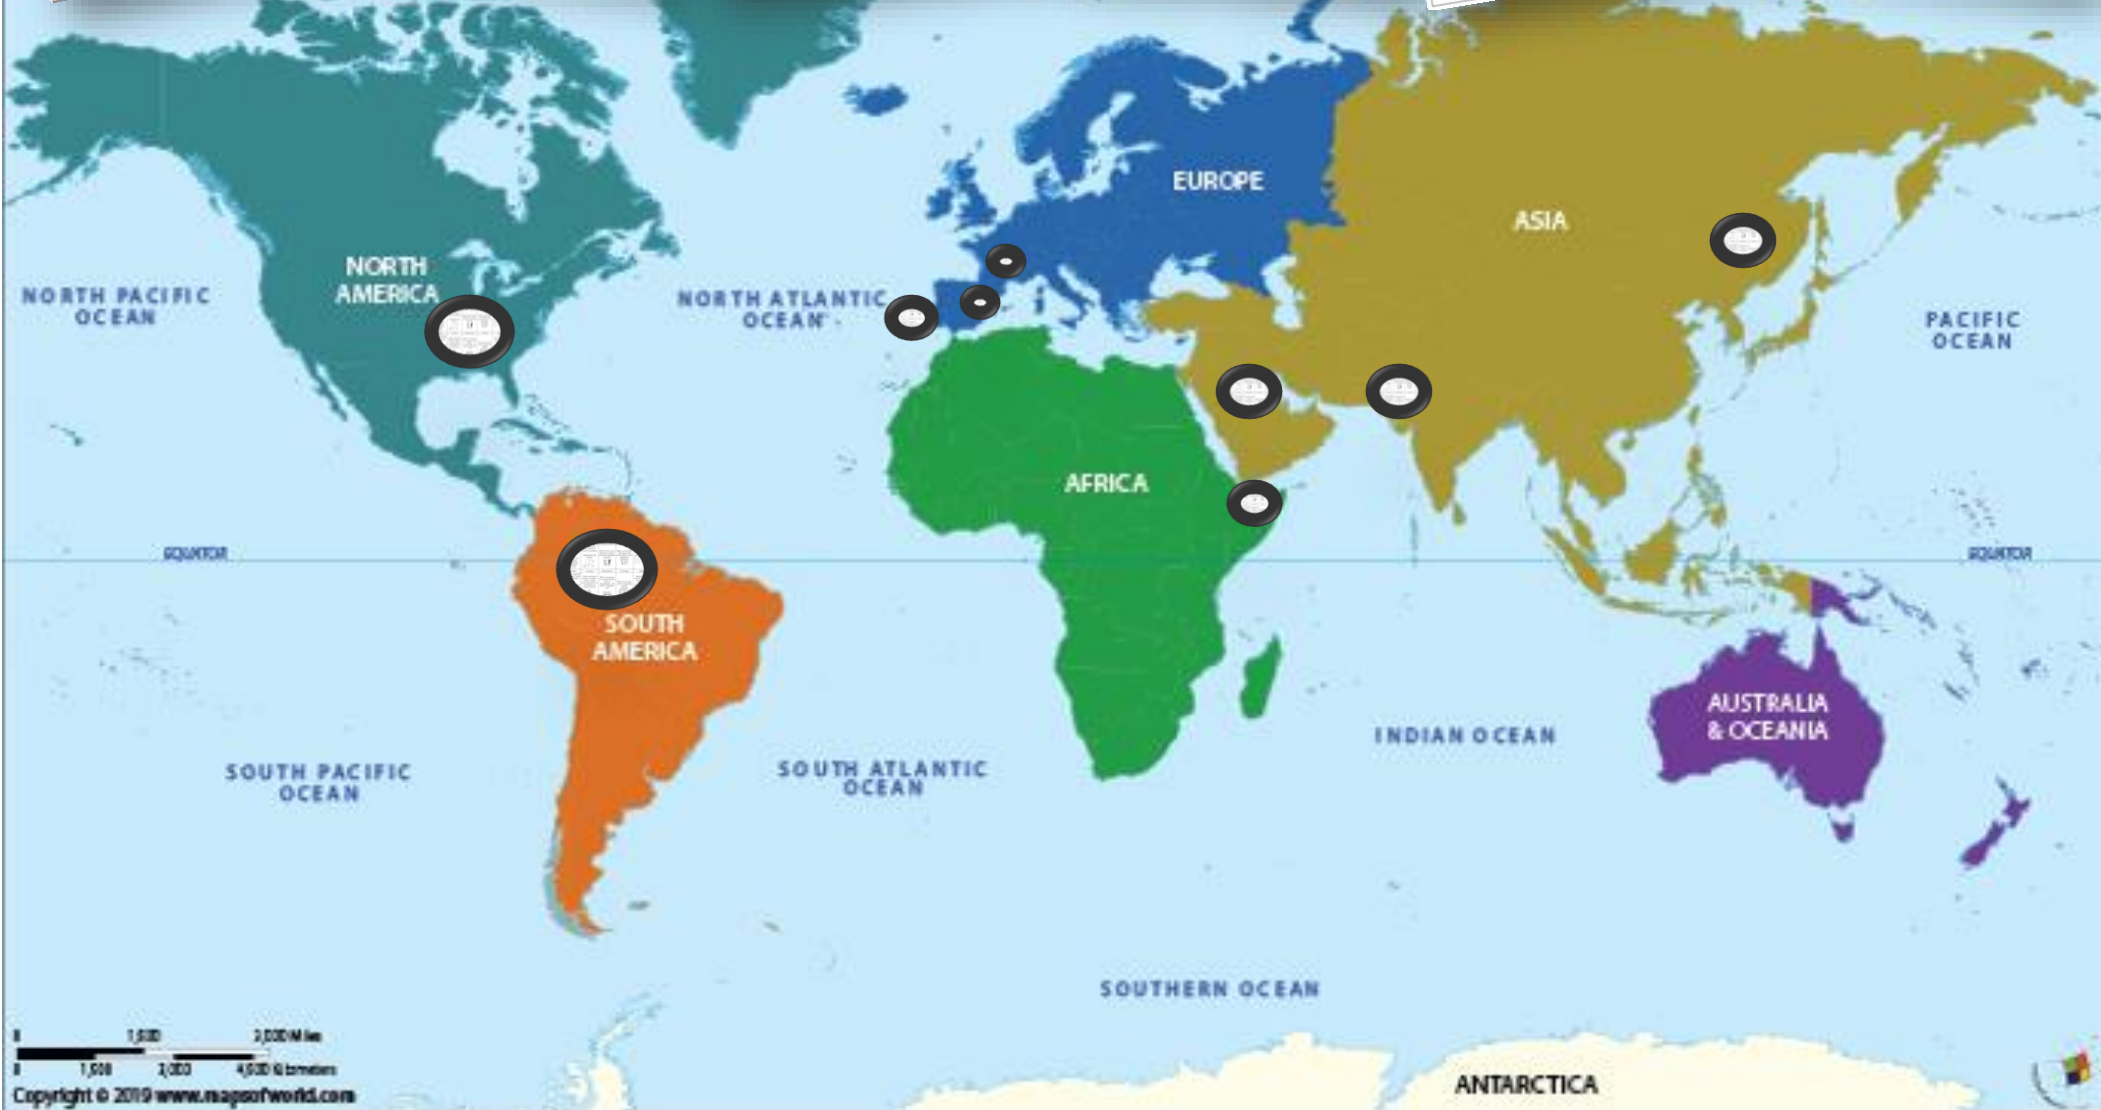 EUROPE
ASIA
NORTH
AMERICA
NORTH PACIFIC
OCEAN
NORTH ATLANTIC
OCEAN
PACIFIC
OCEAN
AFRICA
EQUATOR
EQUATOR
SOUTH
AMERICA
AUSTRALIA
& OCEANIA
INDIAN OCEAN
SOUTH PACIFIC
OCEAN
SOUTH ATLANTIC
OCEAN
SOUTHERN OCEAN
ANTARCTICA
Copyright © 2019 www.mapsofworld.com